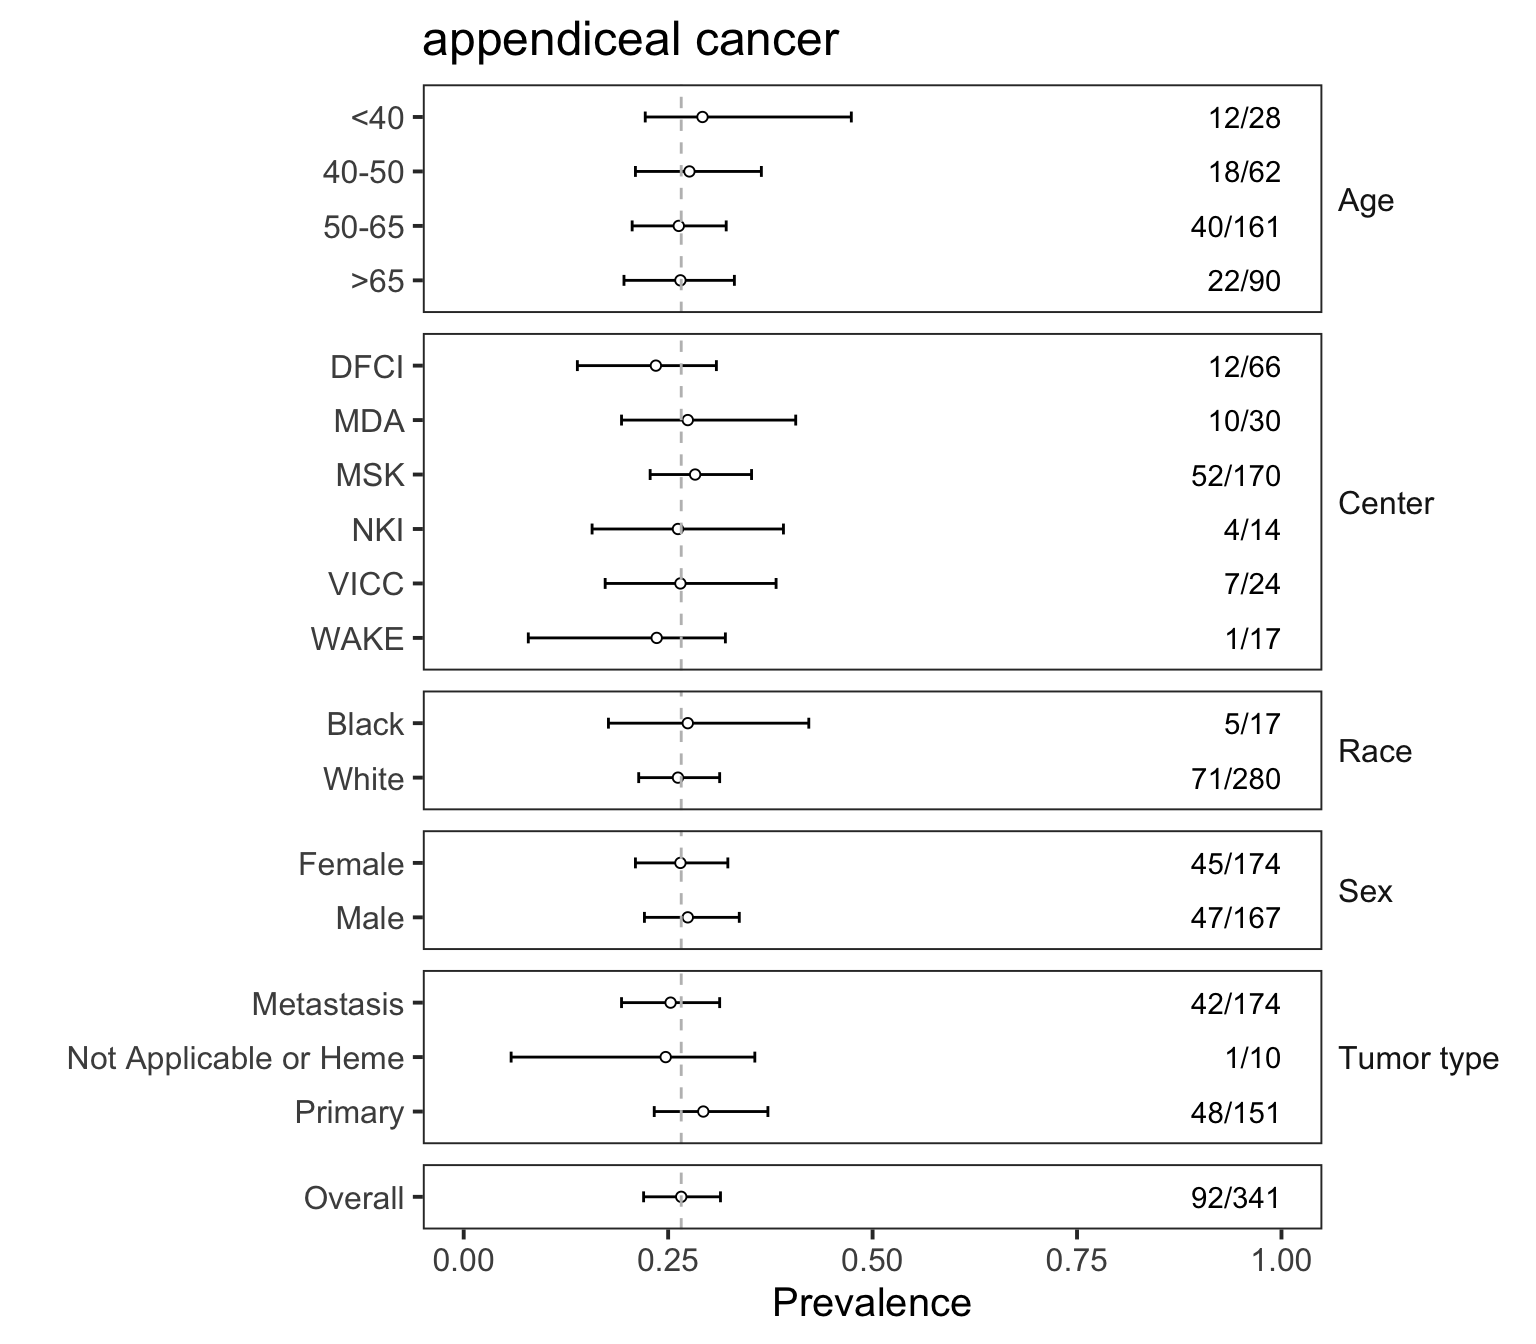 appendiceal cancer
<40 12/28
40-50 18/62
50-65 40/161
>65 22/90
Age
DFCI 12/66
MDA 10/30
MSK 52/170
NKI 4/14
VICC 7/24
WAKE 1/17
Center
Black 5/17
White 71/280
Race
Female 45/174
Male 47/167
Sex
Metastasis 42/174
Not Applicable or Heme 1/10
Primary 48/151
Tumor type
Overall 92/341
0.00 0.25 0.50 0.75 1.00
Prevalence